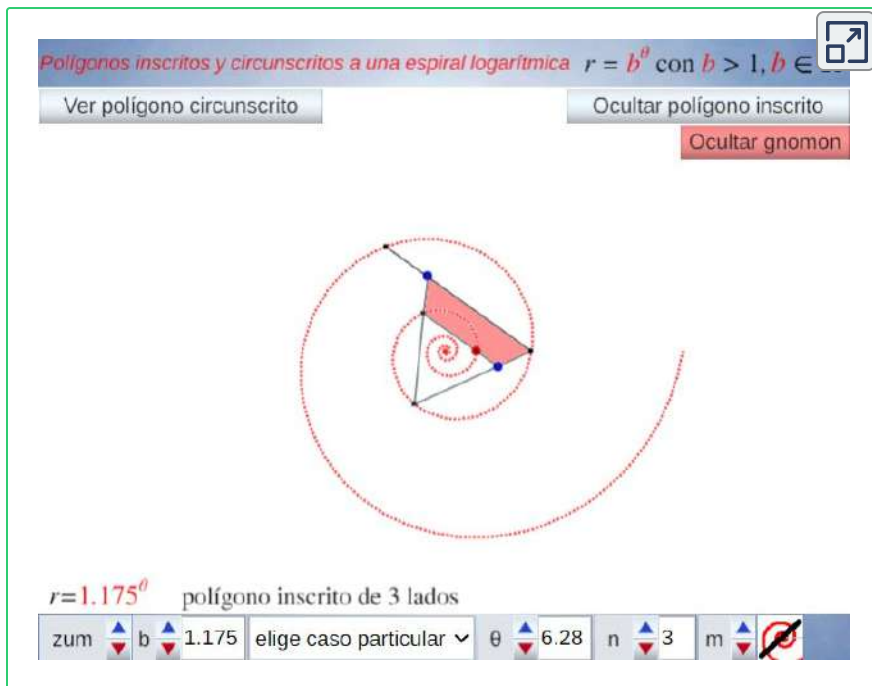 Polígonos inscritos y circunscritos a una espiral logarítmica r = b^θ con b > 1, b ∈
Ver polígono circunscrito
Ocultar polígono inscrito
Ocultar gnomon
r=1.175^θ polígono inscrito de 3 lados
zum b 1.175 elige caso particular θ 6.28 n 3 m